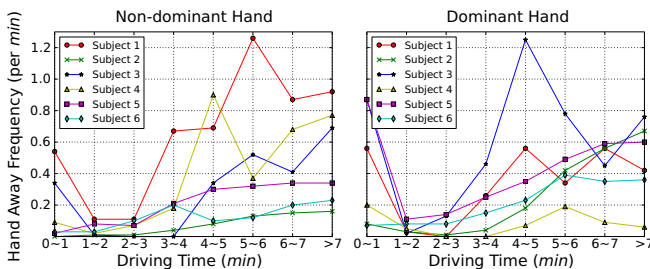 Non-dominant Hand
Dominant Hand
Hand Away Frequency (per min)
1.2
1.0
0.8
0.6
0.4
0.2
Subject 1
Subject 2
Subject 3
Subject 4
Subject 5
Subject 6
Subject 1
Subject 2
Subject 3
Subject 4
Subject 5
Subject 6
0~1 1~2 2~3 3~4 4~5 5~6 6~7 >7
0~1 1~2 2~3 3~4 4~5 5~6 6~7 >7
Driving Time (min)
Driving Time (min)